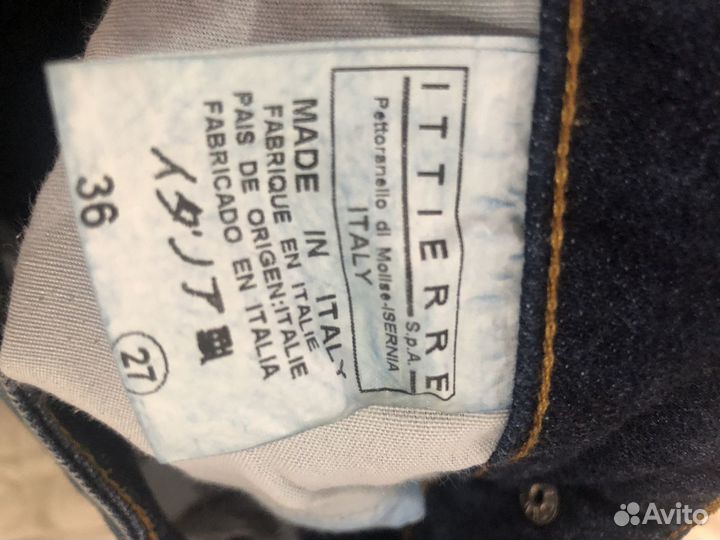 ITTIERRE
S.p.A.
Pettoranello di Molise-ISERNIA
ITALY
MADE IN ITALY
FABRIQUE EN ITALIE
PAIS DE ORIGEN:ITALIE
FABRICADO EN ITALIA
イタリア製
36
27
Avito